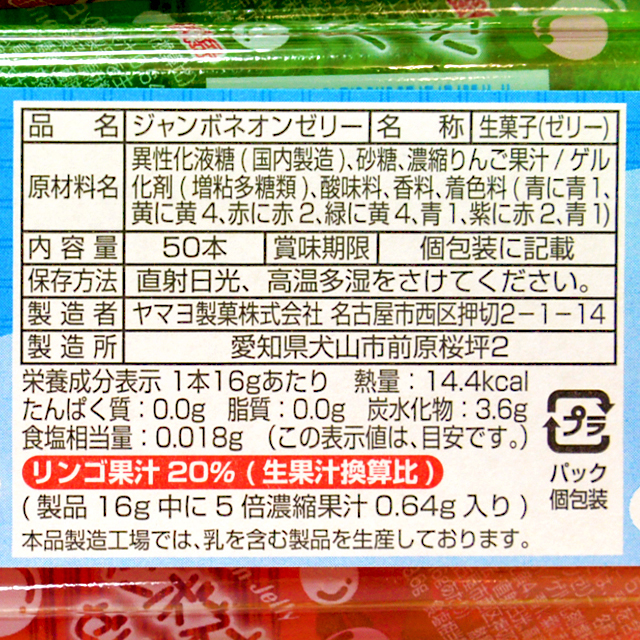 品名 ジャンボネオンゼリー 名称 生菓子(ゼリー)
原材料名 異性化液糖(国内製造)、砂糖、濃縮りんご果汁/ゲル
化剤(増粘多糖類)、酸味料、香料、着色料(青に青1、
黄に黄4、赤に赤2、緑に黄4、青1、紫に赤2、青1)
内容量 50本 賞味期限 個包装に記載
保存方法 直射日光、高温多湿をさけてください。
製造者 ヤマヨ製菓株式会社 名古屋市西区押切2-1-14
製造所 愛知県犬山市前原桜坪2
栄養成分表示 1本16gあたり 熱量:14.4kcal
たんぱく質:0.0g 脂質:0.0g 炭水化物:3.6g
食塩相当量:0.018g (この表示値は、目安です。)
リンゴ果汁20%(生果汁換算比)
(製品16g中に5倍濃縮果汁0.64g入り)
本品製造工場では、乳を含む製品を生産しております。
プラ
パック
個包装
Jelly